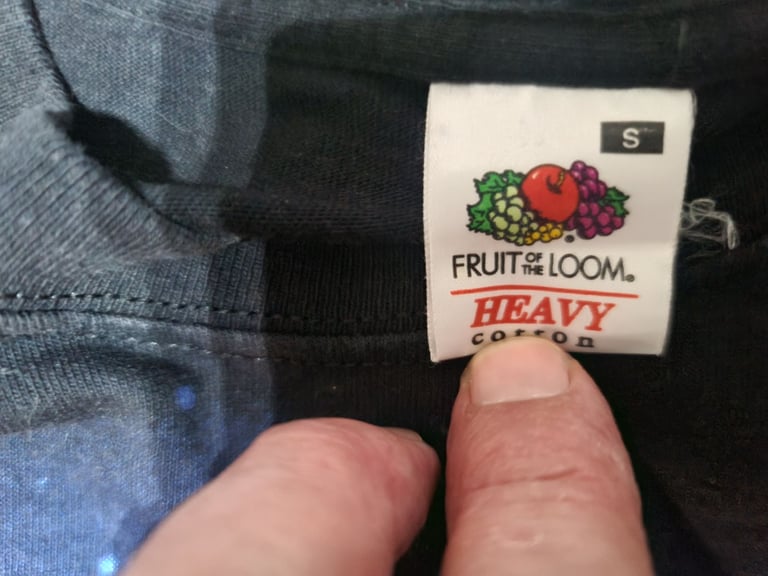 S
FRUIT OF THE LOOM®
HEAVY
cotton